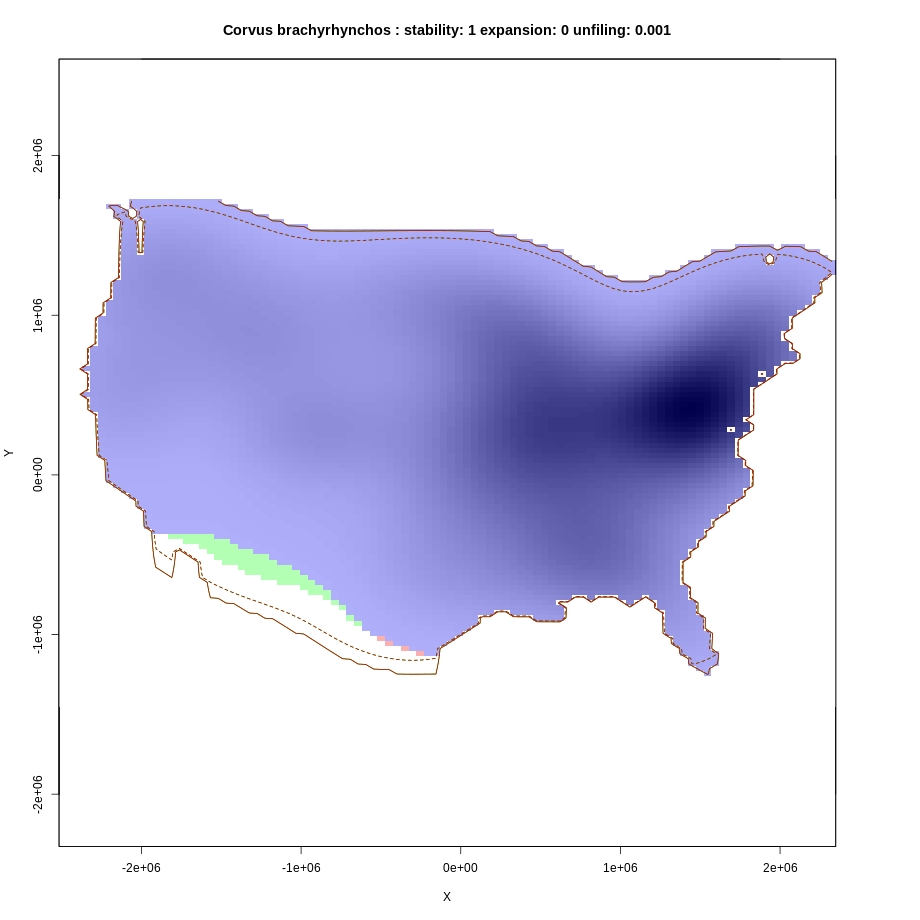 Corvus brachyrhynchos : stability: 1 expansion: 0 unfiling: 0.001
2e+06
1e+06
Y
0e+00
-1e+06
-2e+06
-2e+06 -1e+06 0e+00 1e+06 2e+06
X